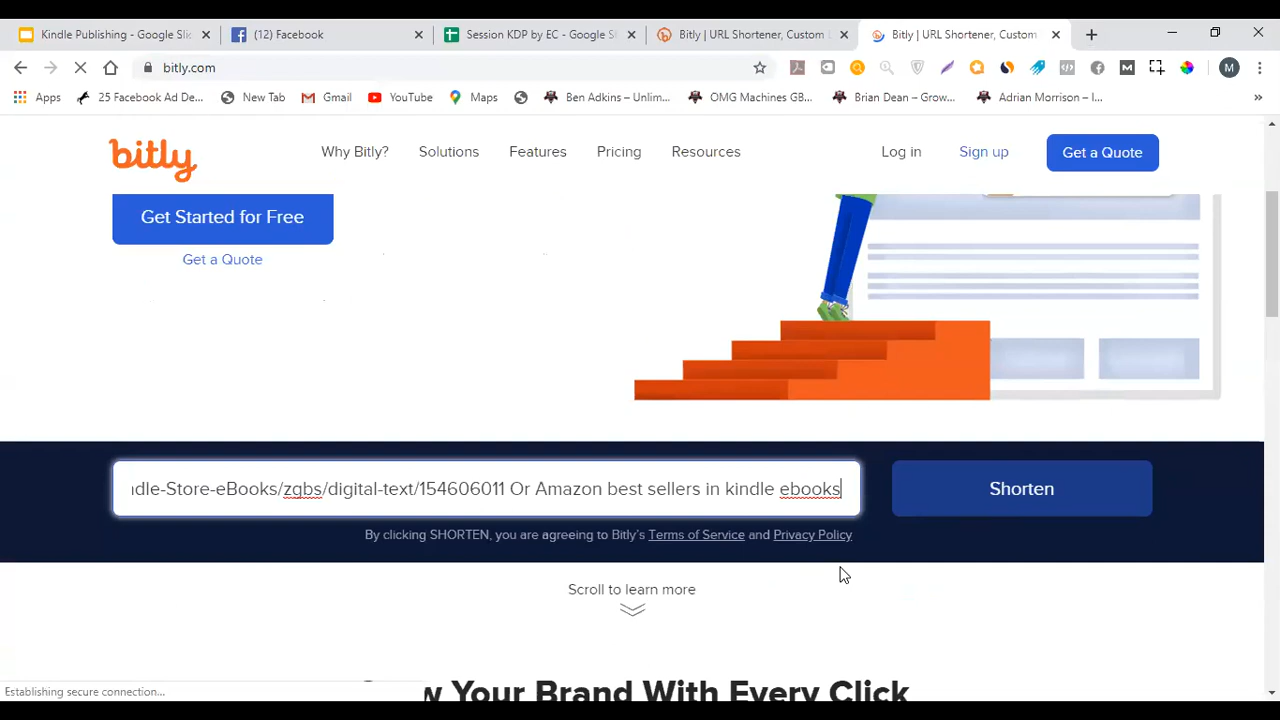 Kindle Publishing - Google Sli
(12) Facebook
Session KDP by EC - Google S
Bitly | URL Shortener, Custom
Bitly | URL Shortener, Custom
bitly.com
M
Apps
25 Facebook Ad De...
New Tab
Gmail
YouTube
Maps
Ben Adkins – Unlim...
OMG Machines GB...
Brian Dean – Grow...
Adrian Morrison – I...
»
bitly
Why Bitly?
Solutions
Features
Pricing
Resources
Log in
Sign up
Get a Quote
Get Started for Free
Get a Quote
dle-Store-eBooks/zgbs/digital-text/154606011 Or Amazon best sellers in kindle ebooks
Shorten
By clicking SHORTEN, you are agreeing to Bitly's Terms of Service and Privacy Policy
Scroll to learn more
Establishing secure connection...
w Your Brand With Every Click